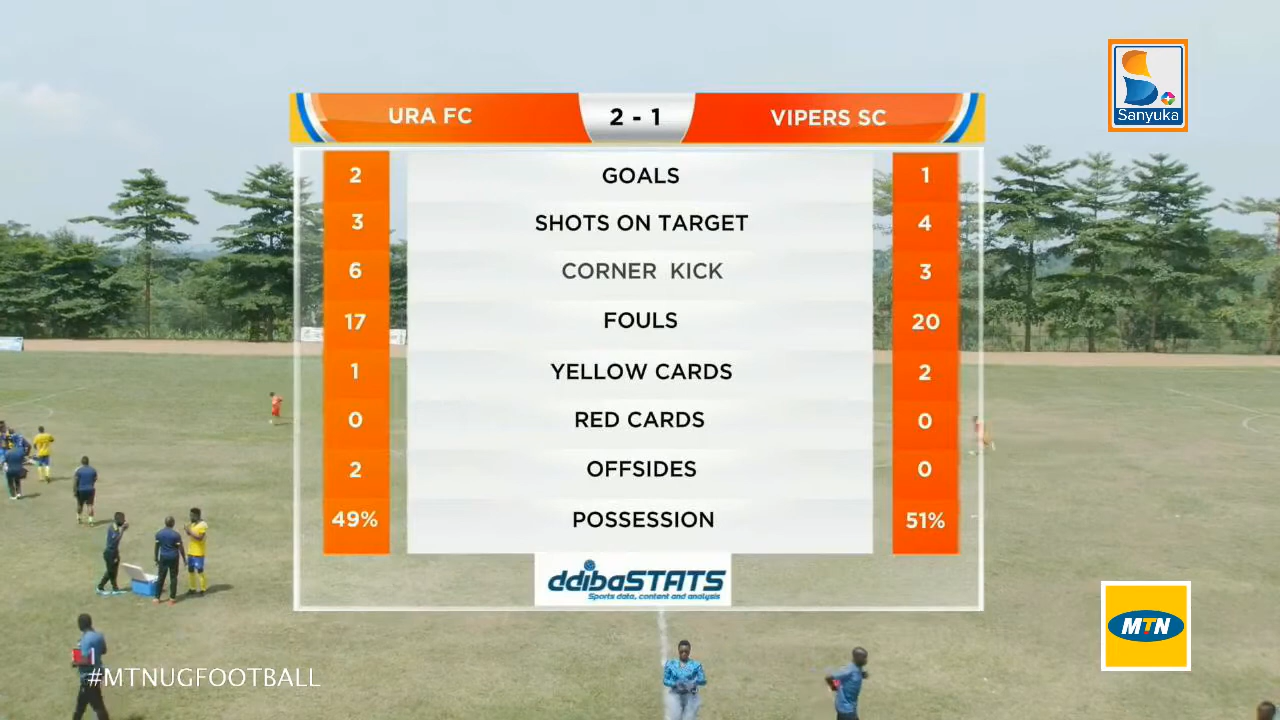 Sanyuka
URA FC 2 - 1 VIPERS SC
2 GOALS 1
3 SHOTS ON TARGET 4
6 CORNER KICK 3
17 FOULS 20
1 YELLOW CARDS 2
0 RED CARDS 0
2 OFFSIDES 0
49% POSSESSION 51%
ddibaSTATS
Sports data, content and analysis
MTN
#MTNUGFOOTBALL